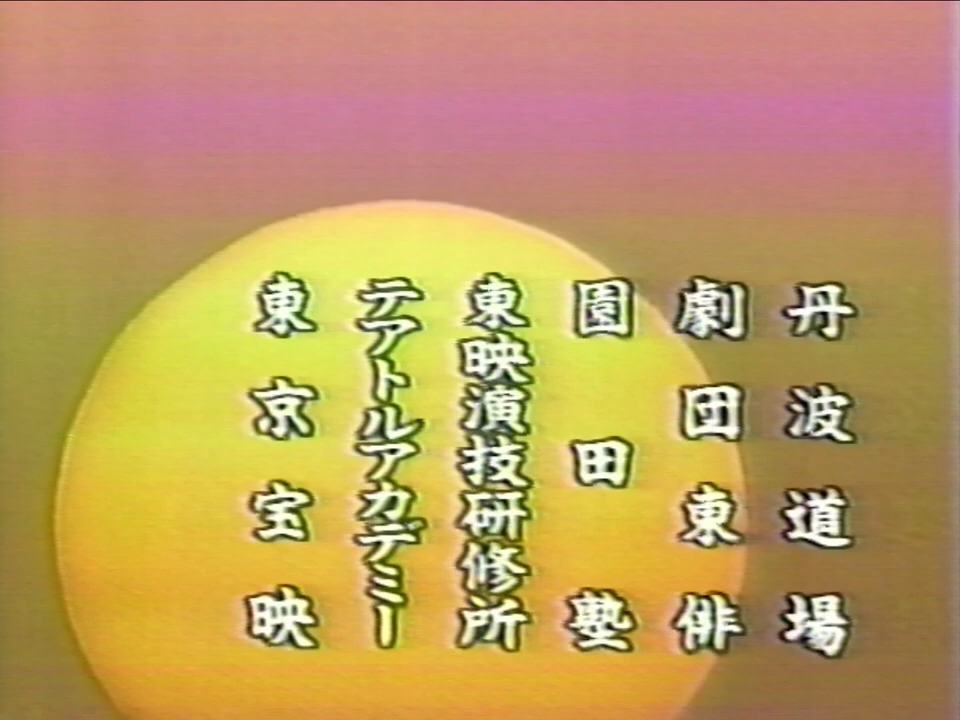 丹波道場
劇団東俳
園田塾
東映演技研修所
テアトルアカデミー
東京宝映